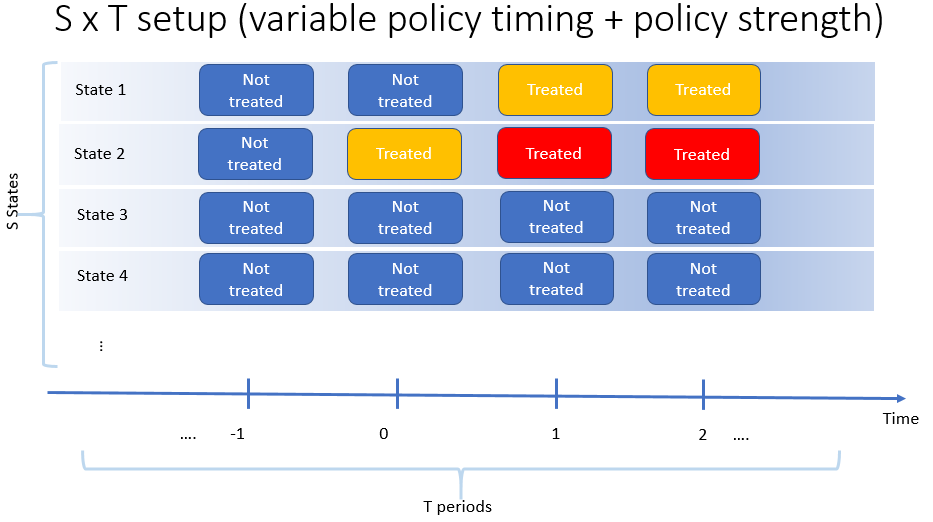 S x T setup (variable policy timing + policy strength)
State 1
Not
treated
Not
treated
Treated
Treated
State 2
Not
treated
Treated
Treated
Treated
State 3
Not
treated
Not
treated
Not
treated
Not
treated
State 4
Not
treated
Not
treated
Not
treated
Not
treated
S States
⋮
Time
.... -1 0 1 2 ....
T periods